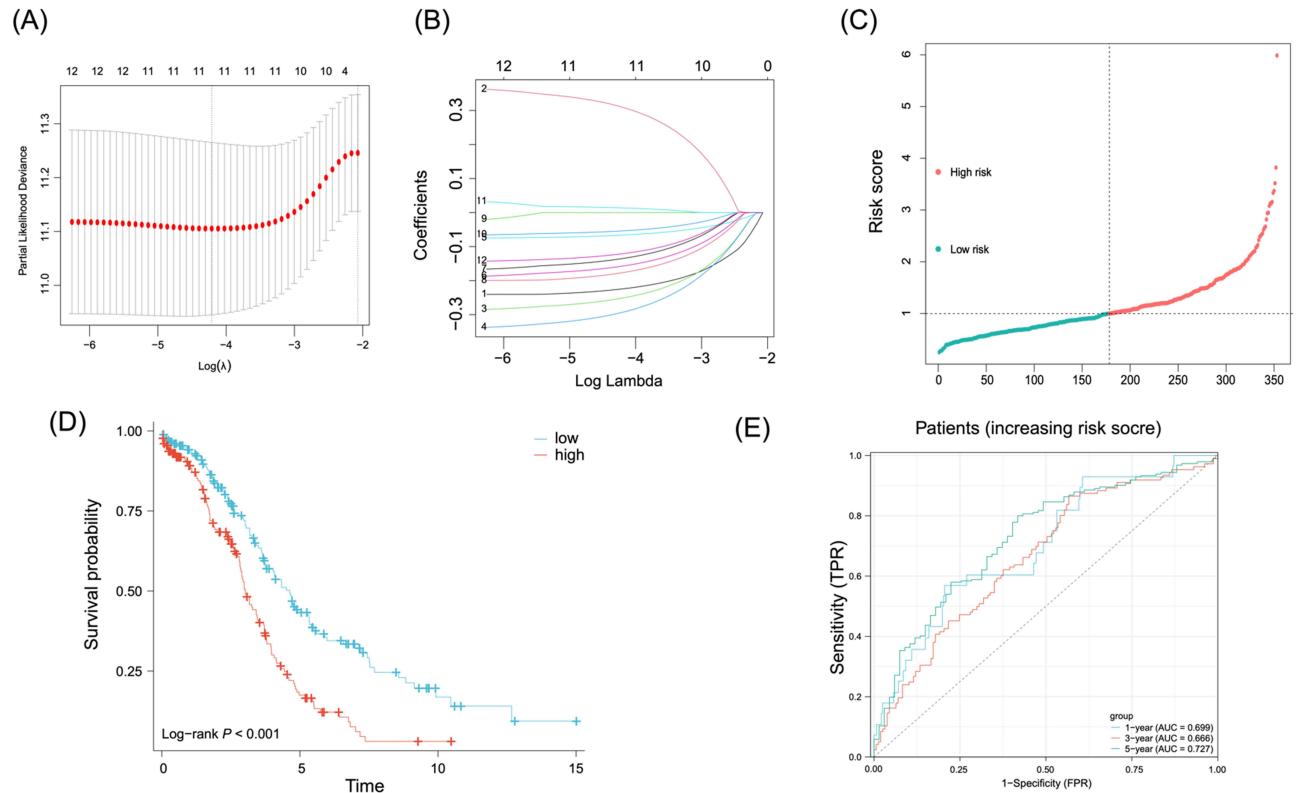 (A)
12 12 12 11 11 11 11 11 11 10 10 4
Partial Likelihood Deviance
11.3
11.2
11.1
11.0
−6 −5 −4 −3 −2
Log(λ)
(B)
12 11 11 10 0
Coefficients
0.3
0.1
−0.1
−0.3
2
11
9
10
5
12
7
6
8
1
3
4
−6 −5 −4 −3 −2
Log Lambda
(C)
Risk score
6
5
4
3
2
1
High risk
Low risk
0 50 100 150 200 250 300 350
Patients (increasing risk socre)
(D)
Survival probability
1.00
0.75
0.50
0.25
low
high
Log−rank P < 0.001
0 5 10 15
Time
(E)
Sensitivity (TPR)
1.0
0.8
0.6
0.4
0.2
0.0
group
1−year (AUC = 0.699)
3−year (AUC = 0.666)
5−year (AUC = 0.727)
0.00 0.25 0.50 0.75 1.00
1−Specificity (FPR)